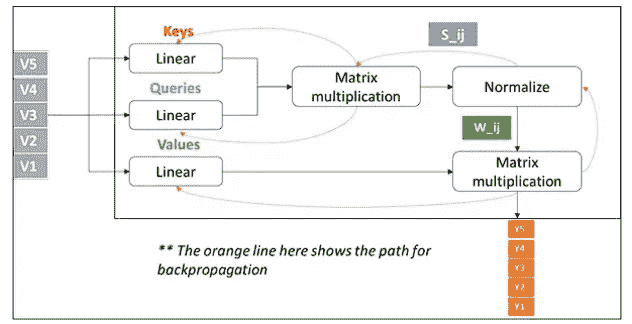 V5
V4
V3
V2
V1
Keys
Linear
Queries
Linear
Values
Linear
Matrix
multiplication
S_ij
Normalize
W_ij
Matrix
multiplication
Y5
Y4
Y3
Y2
Y1
** The orange line here shows the path for
backpropagation